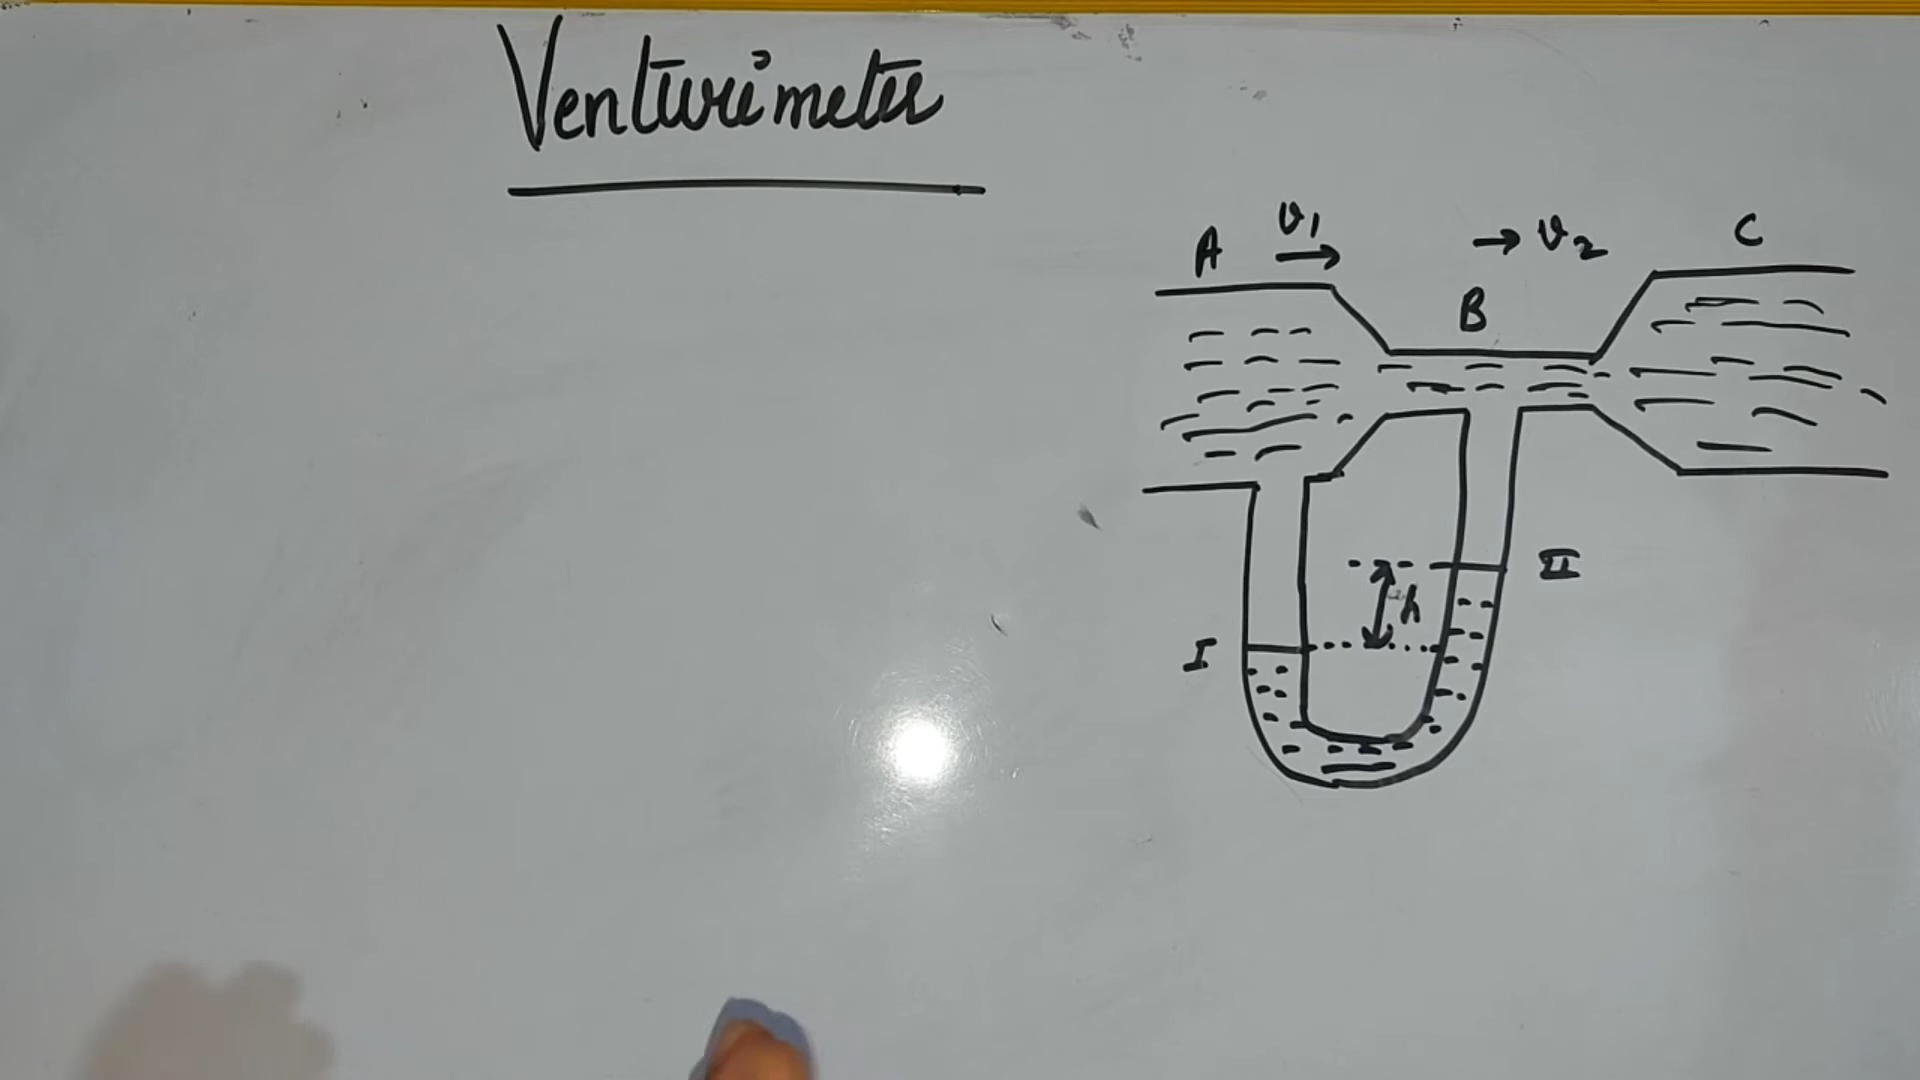 Venturimeter
A v1 → v2 C
B
II
h
I